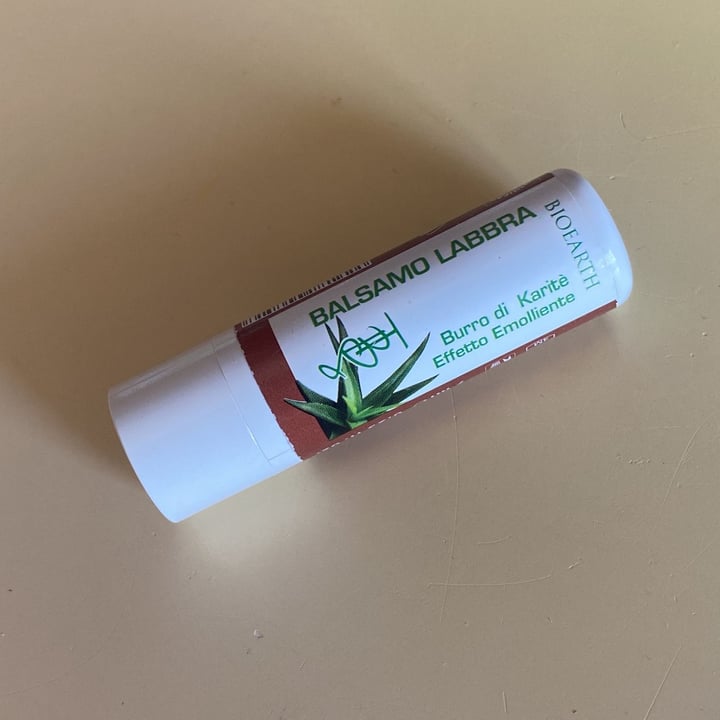 BALSAMO LABBRA
BIOEARTH
Burro di Karitè
Effetto Emolliente